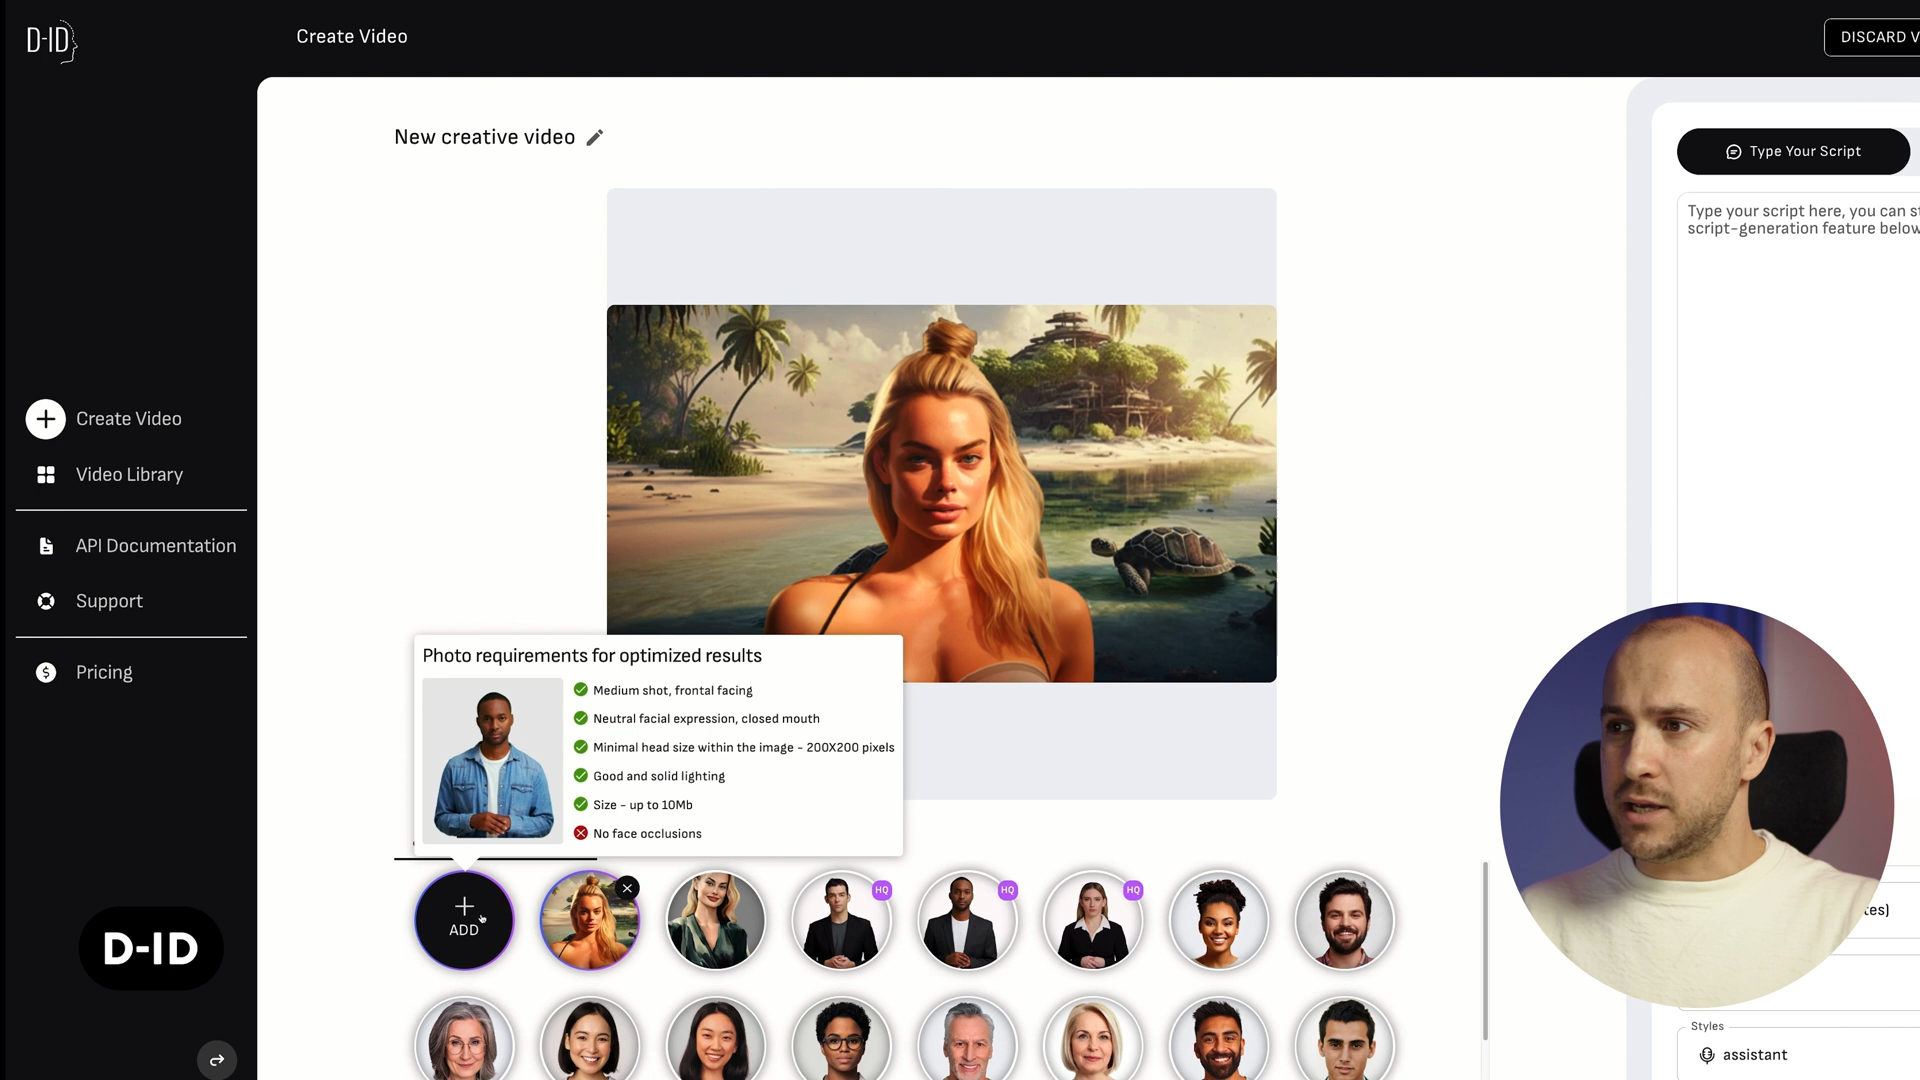 D-ID
Create Video
DISCARD V
New creative video
Type Your Script
Type your script here, you can st
script-generation feature below
Create Video
Video Library
API Documentation
Support
Pricing
Photo requirements for optimized results
Medium shot, frontal facing
Neutral facial expression, closed mouth
Minimal head size within the image - 200X200 pixels
Good and solid lighting
Size - up to 10Mb
No face occlusions
ADD
HQ
HQ
HQ
tes)
D-ID
Styles
assistant